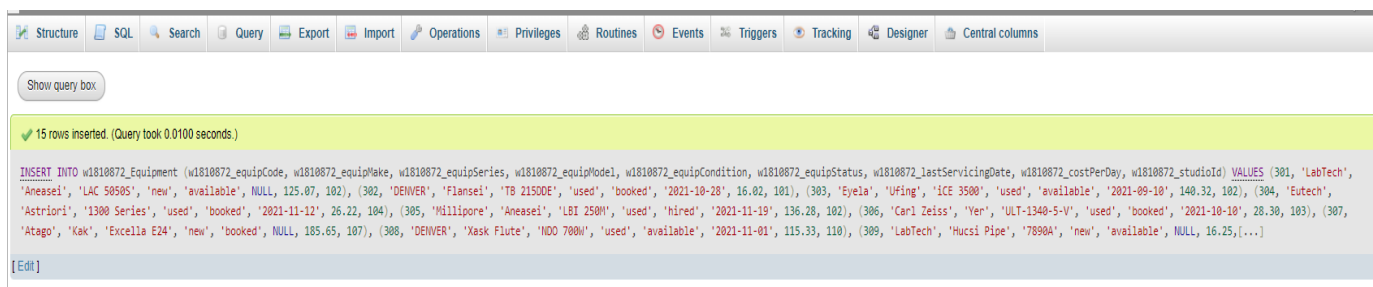 Structure SQL Search Query Export Import Operations Privileges Routines Events Triggers Tracking Designer Central columns
Show query box
15 rows inserted. (Query took 0.0100 seconds.)
INSERT INTO w1810872_Equipment (w1810872_equipCode, w1810872_equipMake, w1810872_equipSeries, w1810872_equipModel, w1810872_equipCondition, w1810872_equipStatus, w1810872_lastServicingDate, w1810872_costPerDay, w1810872_studioId) VALUES (301, 'LabTech',
'Aneasei', 'LAC 5050S', 'new', 'available', NULL, 125.07, 102), (302, 'DENVER', 'Flansei', 'TB 215DDE', 'used', 'booked', '2021-10-28', 16.02, 101), (303, 'Eyela', 'Ufing', 'iCE 3500', 'used', 'available', '2021-09-10', 140.32, 102), (304, 'Eutech',
'Astriori', '1300 Series', 'used', 'booked', '2021-11-12', 26.22, 104), (305, 'Millipore', 'Aneasei', 'LBI 250M', 'used', 'hired', '2021-11-19', 136.28, 102), (306, 'Carl Zeiss', 'Yer', 'ULT-1340-5-V', 'used', 'booked', '2021-10-10', 28.30, 103), (307,
'Atago', 'Kak', 'Excella E24', 'new', 'booked', NULL, 185.65, 107), (308, 'DENVER', 'Xask Flute', 'NDO 700W', 'used', 'available', '2021-11-01', 115.33, 110), (309, 'LabTech', 'Hucsi Pipe', '7890A', 'new', 'available', NULL, 16.25,[...]
[ Edit ]